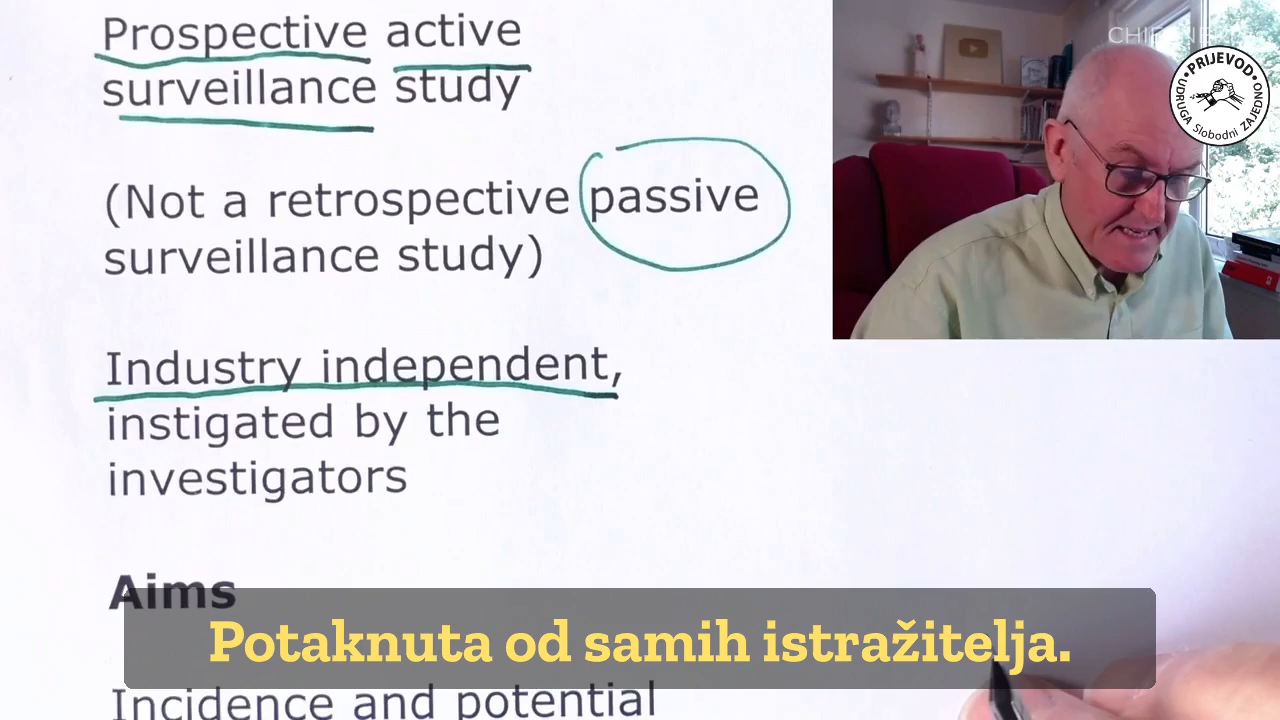 Prospective active
surveillance study
(Not a retrospective passive
surveillance study)
Industry independent,
instigated by the
investigators
Aims
Incidence and potential
Potaknuta od samih istražitelja.
PRIJEVOD
UDRUGA Slobodni ZAJEDNO